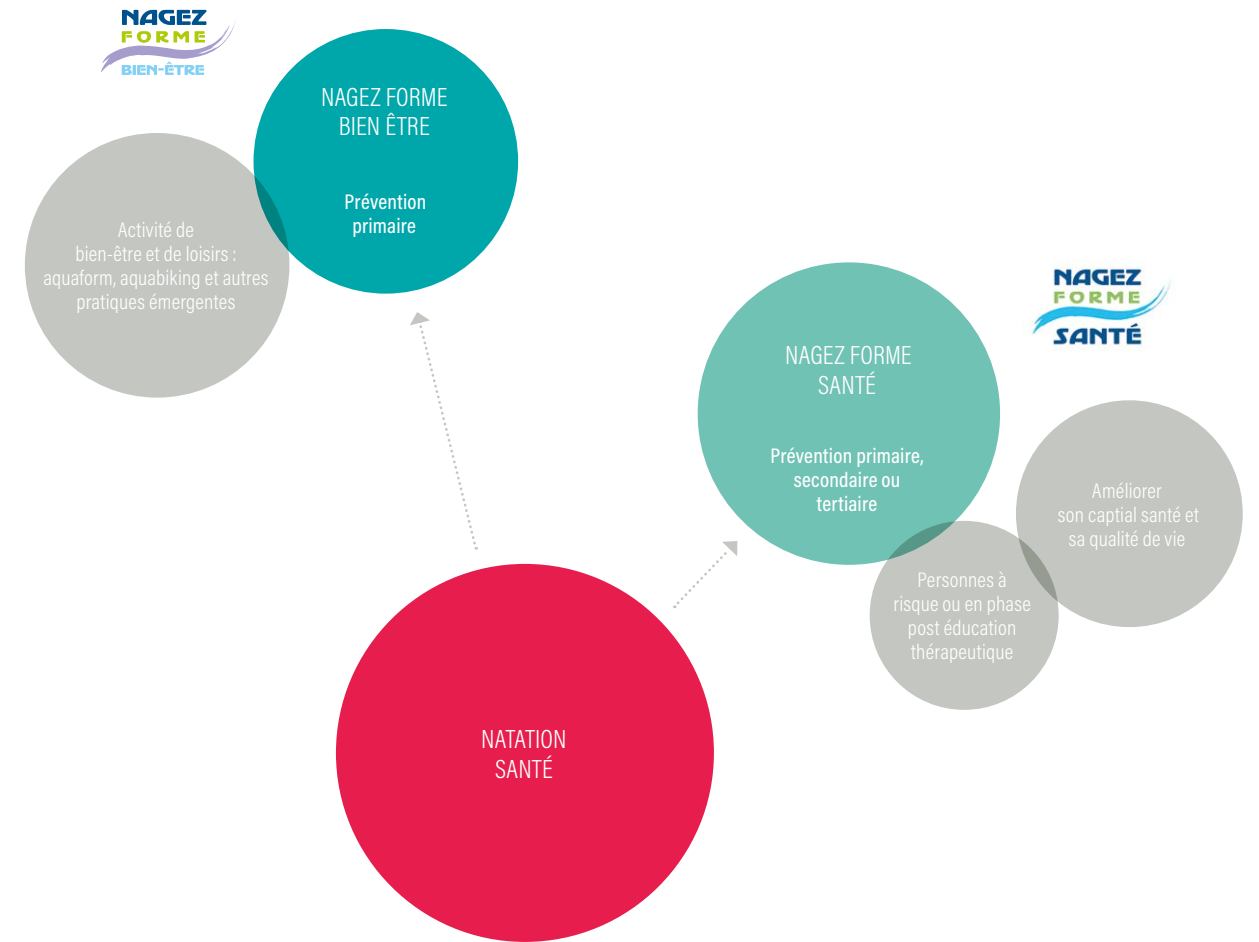 NAGEZ
FORME
BIEN-ÊTRE
NAGEZ FORME
BIEN ÊTRE
Prévention
primaire
Activité de
bien-être et de loisirs :
aquaform, aquabiking et autres
pratiques émergentes
NAGEZ
FORME
SANTÉ
NAGEZ FORME
SANTÉ
Prévention primaire,
secondaire ou
tertiaire
Améliorer
son captial santé et
sa qualité de vie
Personnes à
risque ou en phase
post éducation
thérapeutique
NATATION
SANTÉ